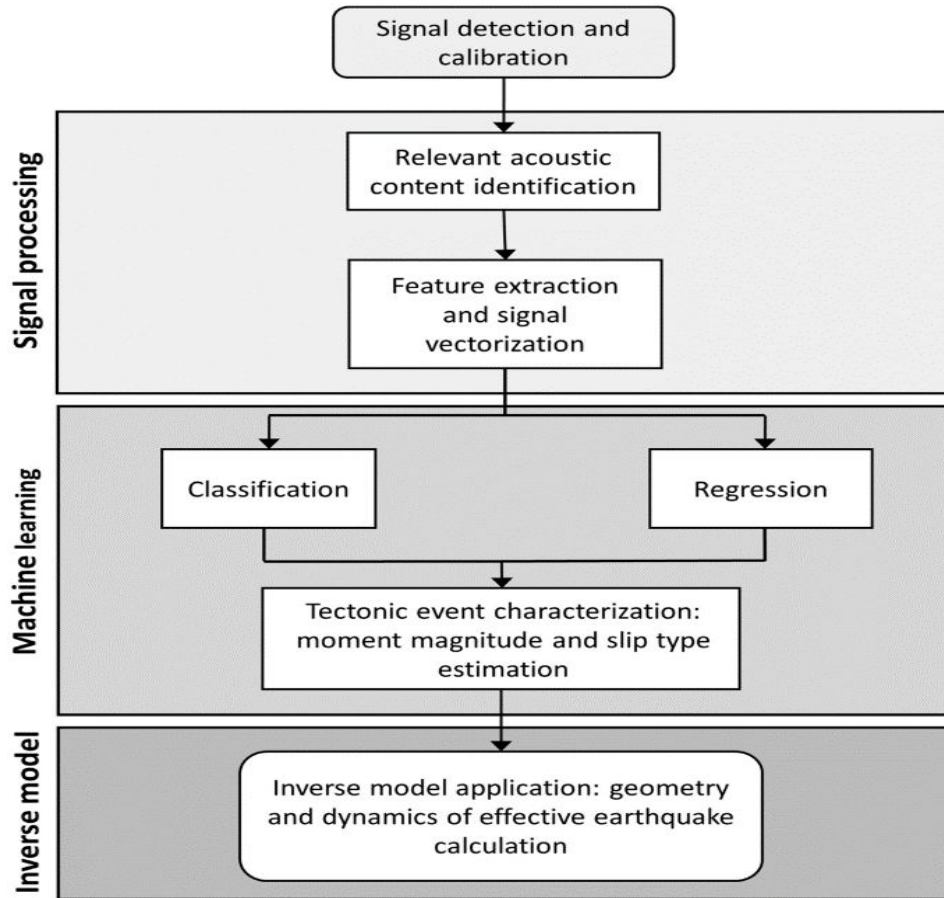 Signal detection and
calibration
Signal processing
Relevant acoustic
content identification
Feature extraction
and signal
vectorization
Machine learning
Classification
Regression
Tectonic event characterization:
moment magnitude and slip type
estimation
Inverse model
Inverse model application: geometry
and dynamics of effective earthquake
calculation